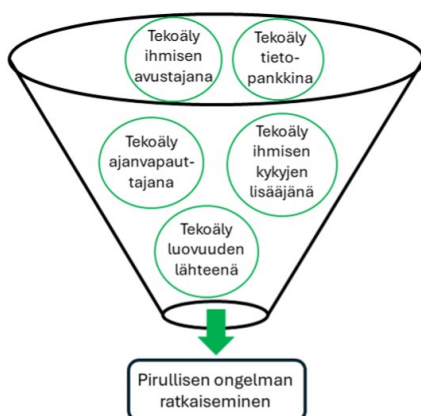 Tekoäly
ihmisen
avustajana
Tekoäly
tieto-
pankkina
Tekoäly
ajanvapaut-
tajana
Tekoäly
ihmisen
kykyjen
lisääjänä
Tekoäly
luovuuden
lähteenä
Pirullisen ongelman
ratkaiseminen